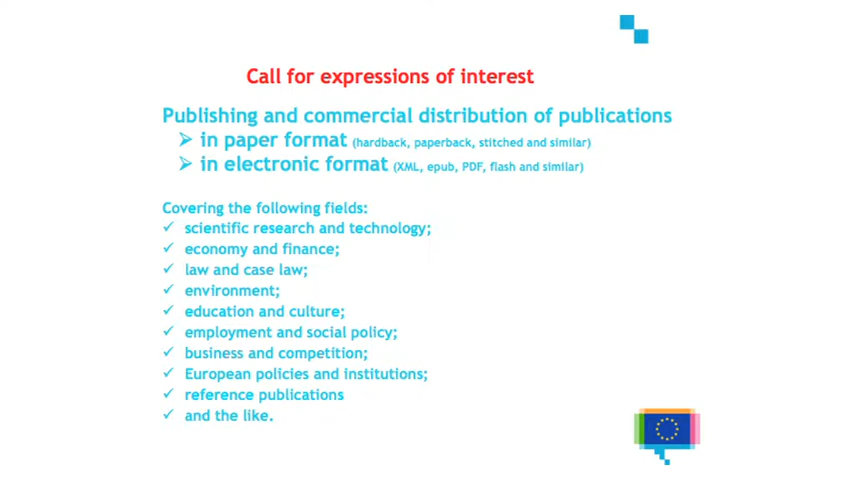 Call for expressions of interest
Publishing and commercial distribution of publications
➢ in paper format (hardback, paperback, stitched and similar)
➢ in electronic format (XML, epub, PDF, flash and similar)
Covering the following fields:
✓ scientific research and technology;
✓ economy and finance;
✓ law and case law;
✓ environment;
✓ education and culture;
✓ employment and social policy;
✓ business and competition;
✓ European policies and institutions;
✓ reference publications
✓ and the like.